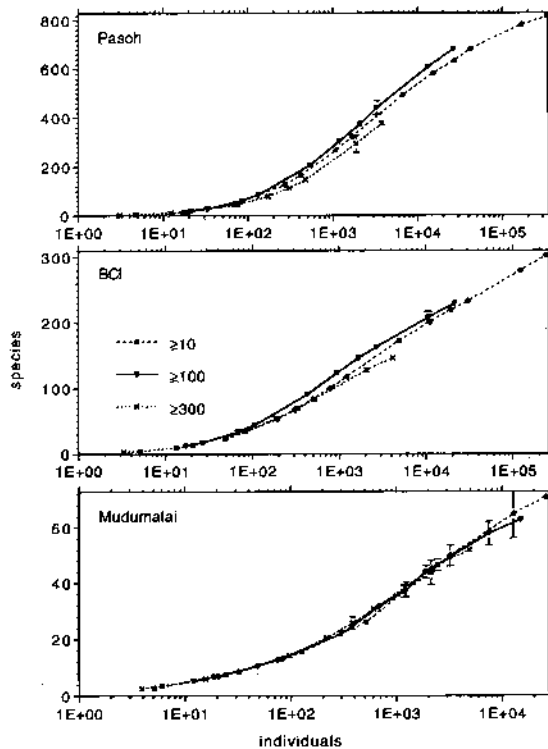 800
600
400
200
0
Pasoh
1E+00 1E+01 1E+02 1E+03 1E+04 1E+05
300
200
100
0
BCI
≥10
≥100
≥300
species
1E+00 1E+01 1E+02 1E+03 1E+04 1E+05
60
40
20
0
Mudumalai
1E+00 1E+01 1E+02 1E+03 1E+04
individuals